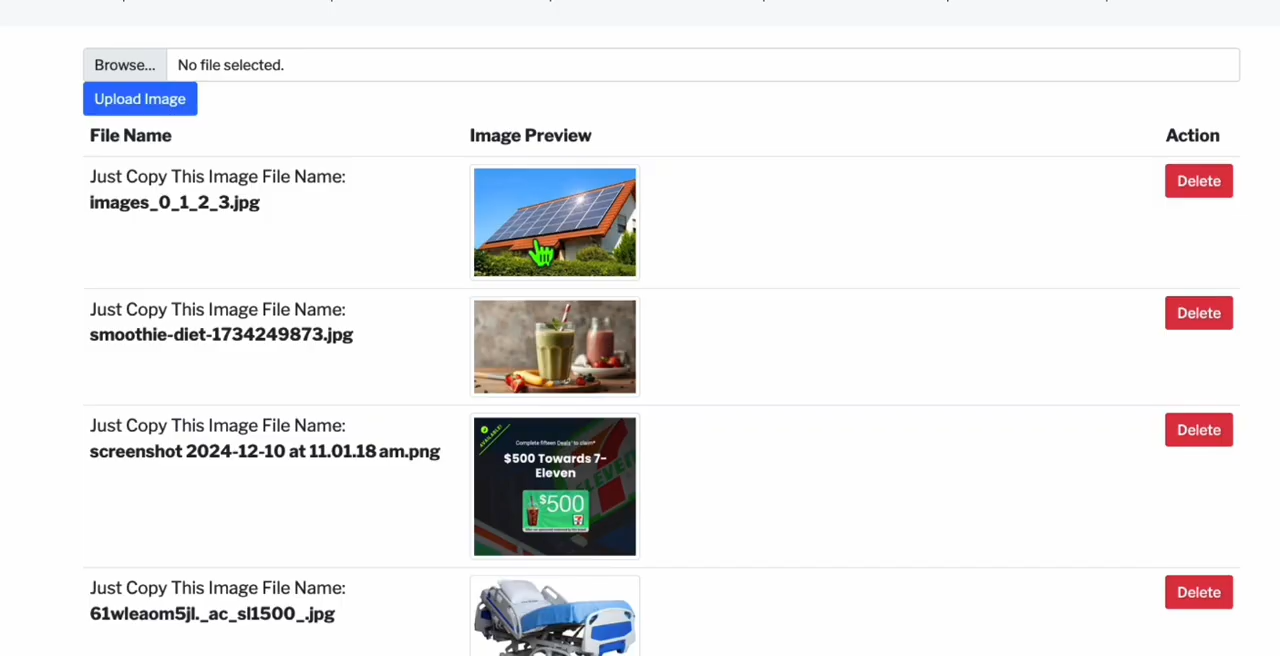 Browse... No file selected.
Upload Image
File Name Image Preview Action
Just Copy This Image File Name:
images_0_1_2_3.jpg
Delete
Just Copy This Image File Name:
smoothie-diet-1734249873.jpg
Delete
Just Copy This Image File Name:
screenshot 2024-12-10 at 11.01.18 am.png
AVAILABLE!
Complete fifteen Deals* to claim*
$500 Towards 7-
Eleven
$500
ELEVEN
Delete
Just Copy This Image File Name:
61wleaom5jl._ac_sl1500_.jpg
Delete